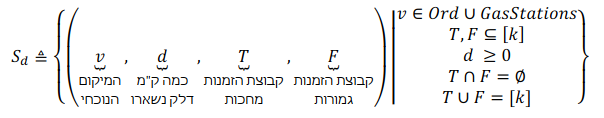 S_d ≜ {(v, d, T, F) | v ∈ Ord ∪ GasStations
T, F ⊆ [k]
d ≥ 0
T ∩ F = ∅
T ∪ F = [k]}
המיקום הנוכחי
כמה ק"מ דלק נשארו
קבוצת הזמנות מחכות
קבוצת הזמנות גמורות